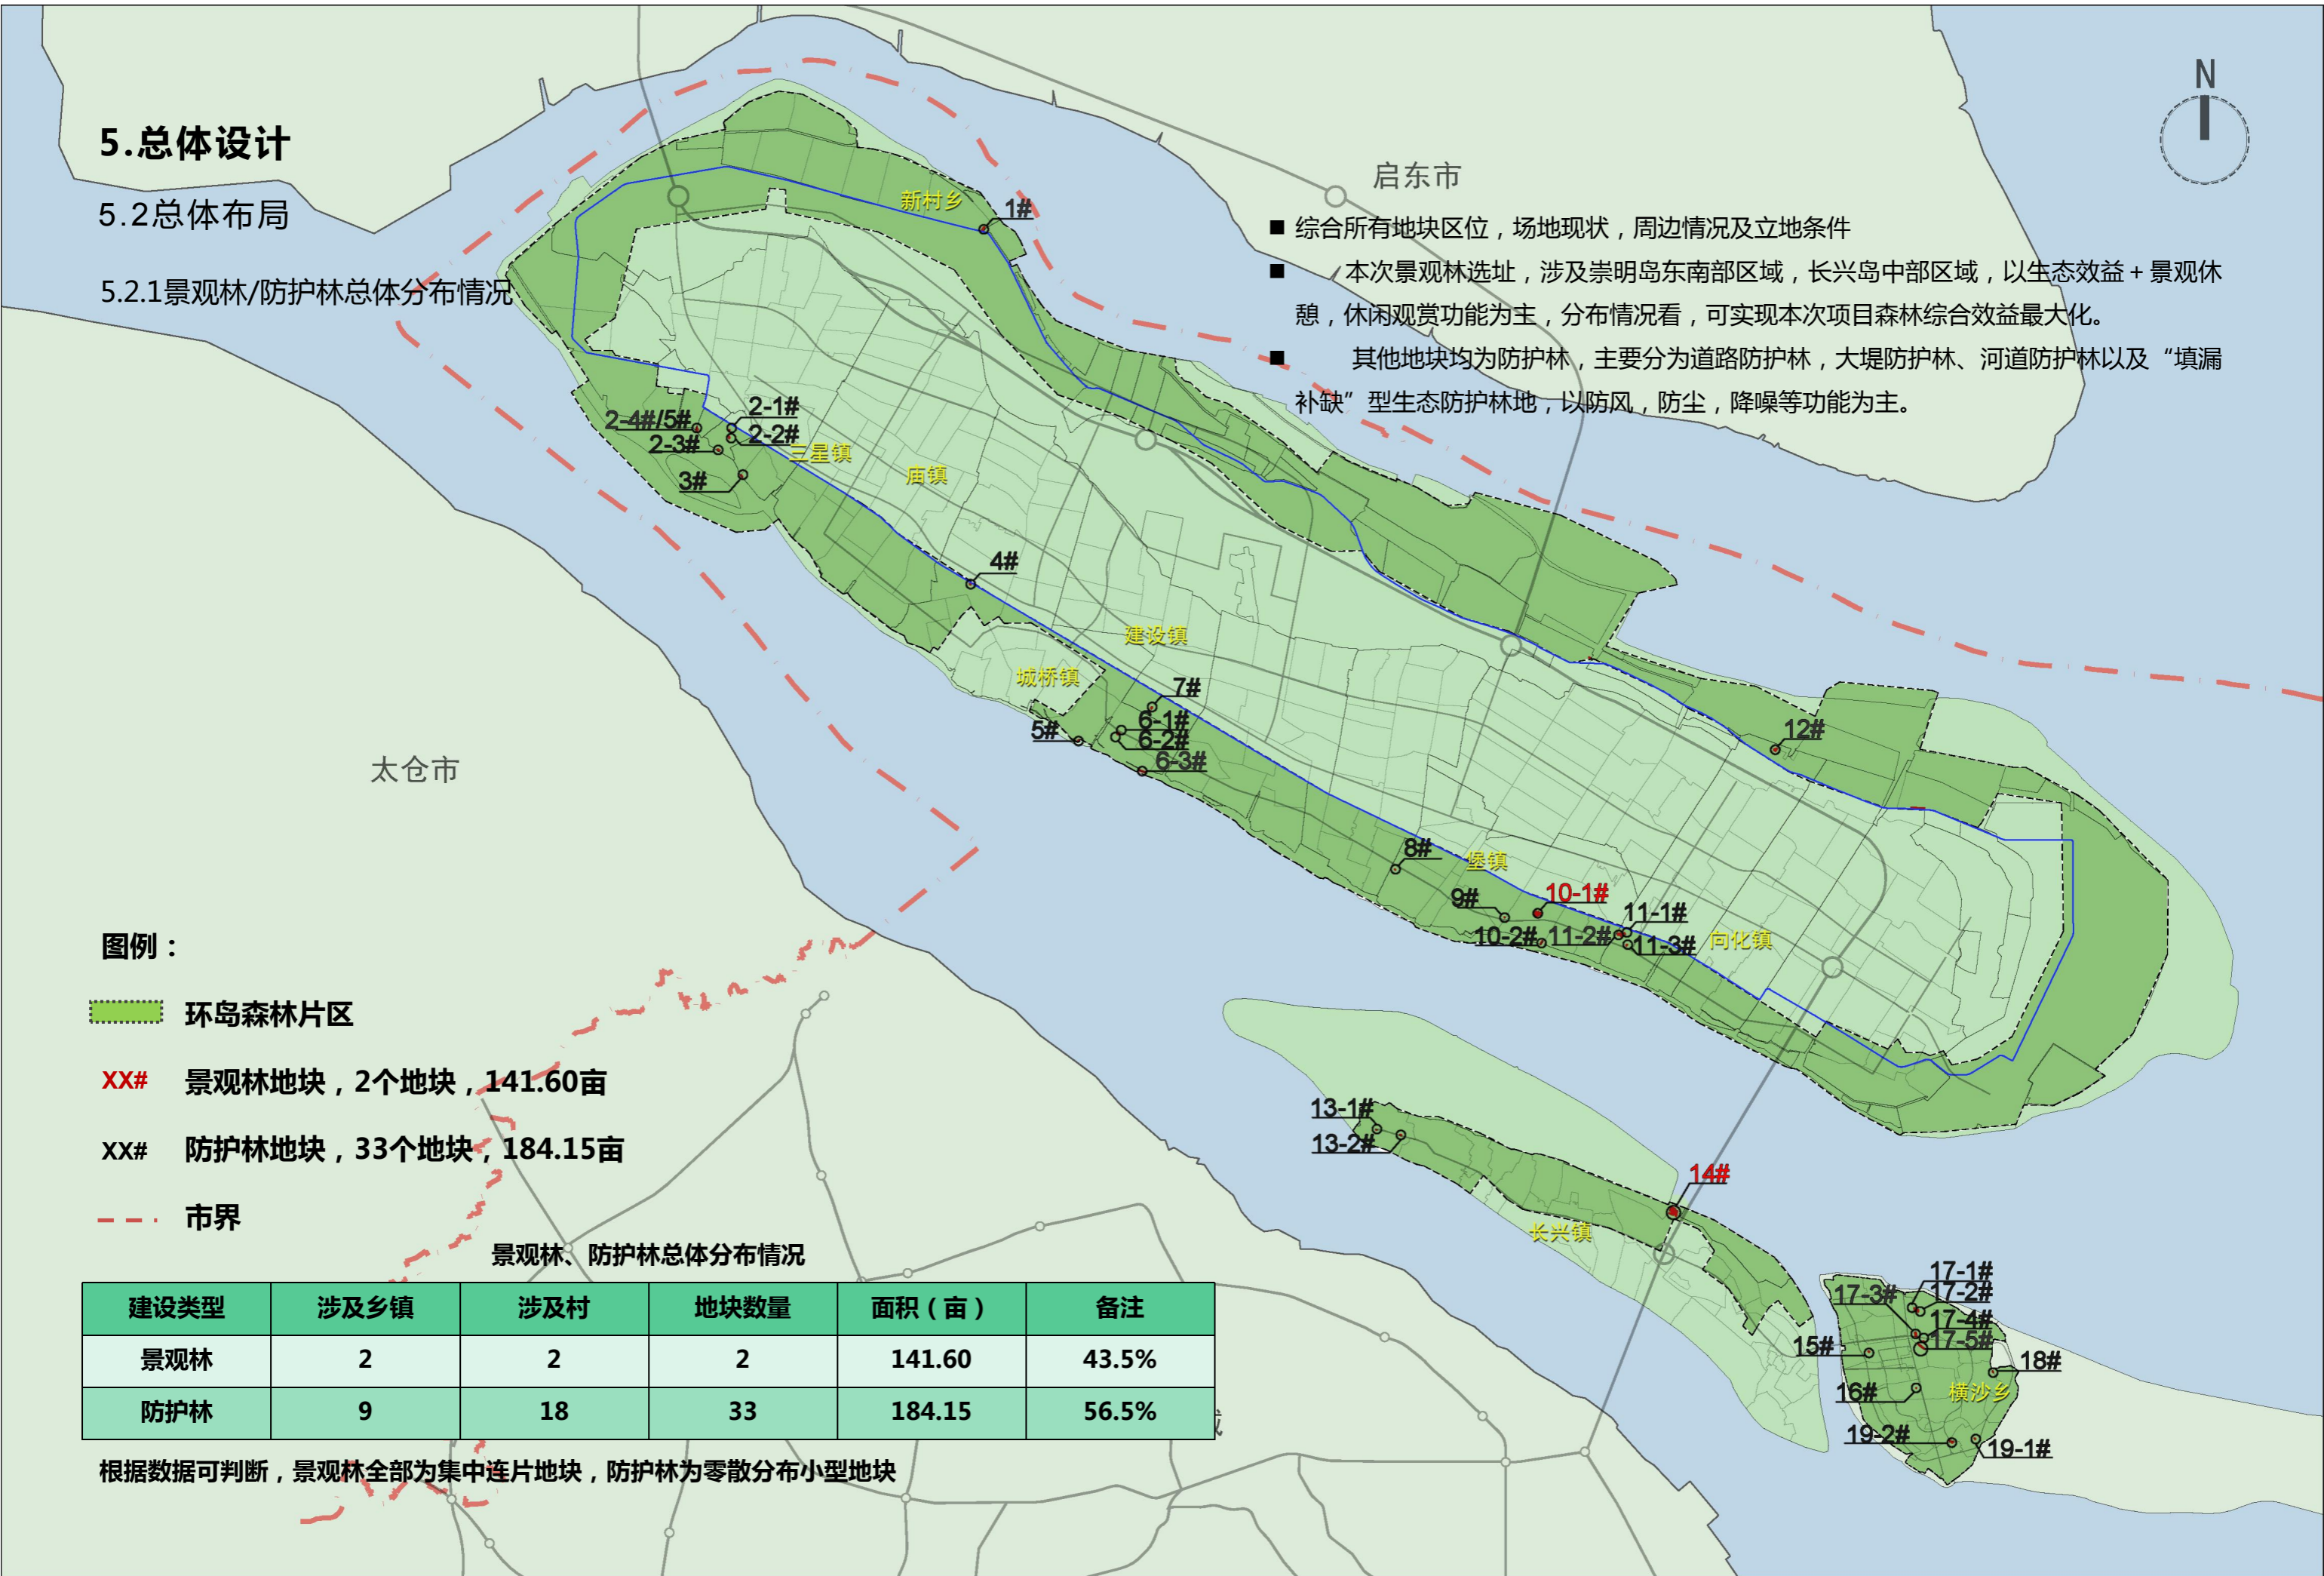 5.总体设计
5.2总体布局
5.2.1景观林/防护林总体分布情况
N
启东市
■ 综合所有地块区位，场地现状，周边情况及立地条件
■ 本次景观林选址，涉及崇明岛东南部区域，长兴岛中部区域，以生态效益＋景观休
憩，休闲观赏功能为主，分布情况看，可实现本次项目森林综合效益最大化。
■ 其他地块均为防护林，主要分为道路防护林，大堤防护林、河道防护林以及“填漏
补缺”型生态防护林地，以防风，防尘，降噪等功能为主。
新村乡
1#
2-4#/5#
2-1#
2-2#
2-3#
三星镇
3#
庙镇
4#
建设镇
城桥镇
7#
6-1#
5#
6-2#
6-3#
12#
太仓市
8#
堡镇
9#
10-1#
11-1#
10-2#
11-2#
11-3#
向化镇
13-1#
13-2#
14#
长兴镇
17-1#
17-3#
17-2#
17-4#
17-5#
15#
18#
16#
横沙乡
19-2#
19-1#
图例：
环岛森林片区
XX# 景观林地块，2个地块，141.60亩
XX# 防护林地块，33个地块，184.15亩
市界
景观林、防护林总体分布情况
建设类型 涉及乡镇 涉及村 地块数量 面积（亩） 备注
景观林 2 2 2 141.60 43.5%
防护林 9 18 33 184.15 56.5%
根据数据可判断，景观林全部为集中连片地块，防护林为零散分布小型地块